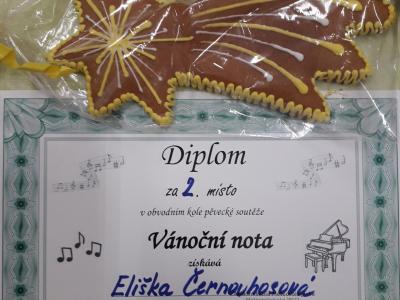 Diplom
za 2. místo
v obvodním kole pěvecké soutěže
Vánoční nota
získává
Eliška Černouhosová